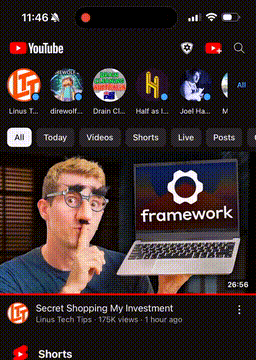 11:46
YouTube
Linus T...
direwolf...
Drain Cl...
Half as I...
Joel Ha...
All
All
Today
Videos
Shorts
Live
Posts
framework
26:56
Secret Shopping My Investment
Linus Tech Tips · 175K views · 1 hour ago
Shorts